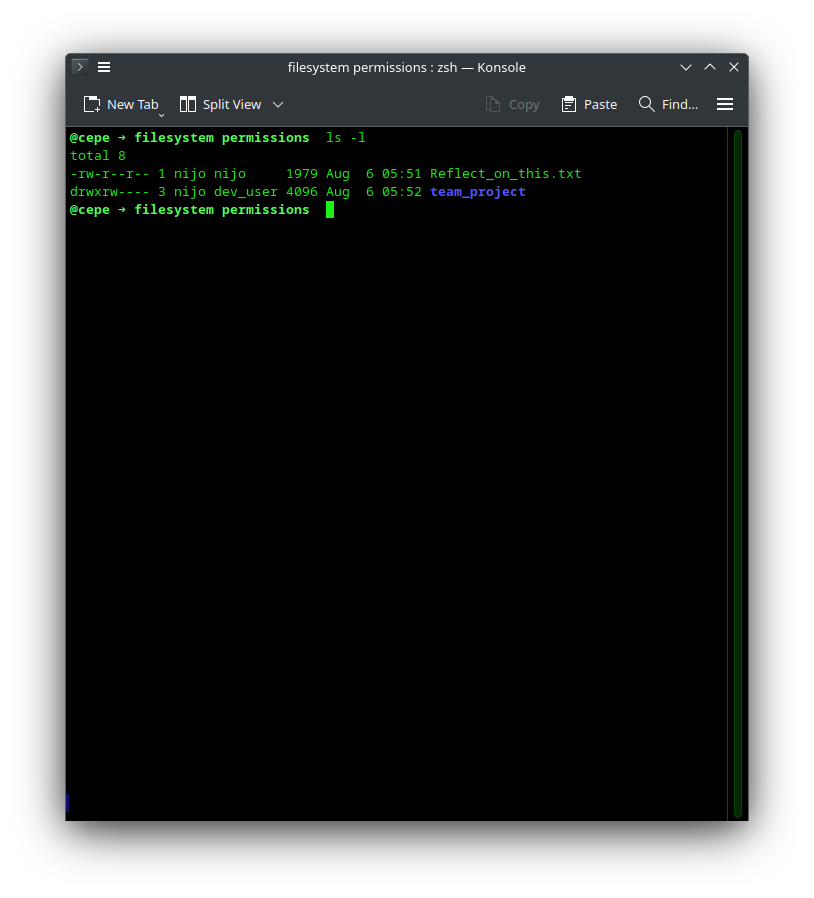 filesystem permissions : zsh — Konsole
New Tab Split View Copy Paste Find...
@cepe → filesystem permissions ls -l
total 8
-rw-r--r-- 1 nijo nijo     1979 Aug  6 05:51 Reflect_on_this.txt
drwxrw---- 3 nijo dev_user 4096 Aug  6 05:52 team_project
@cepe → filesystem permissions